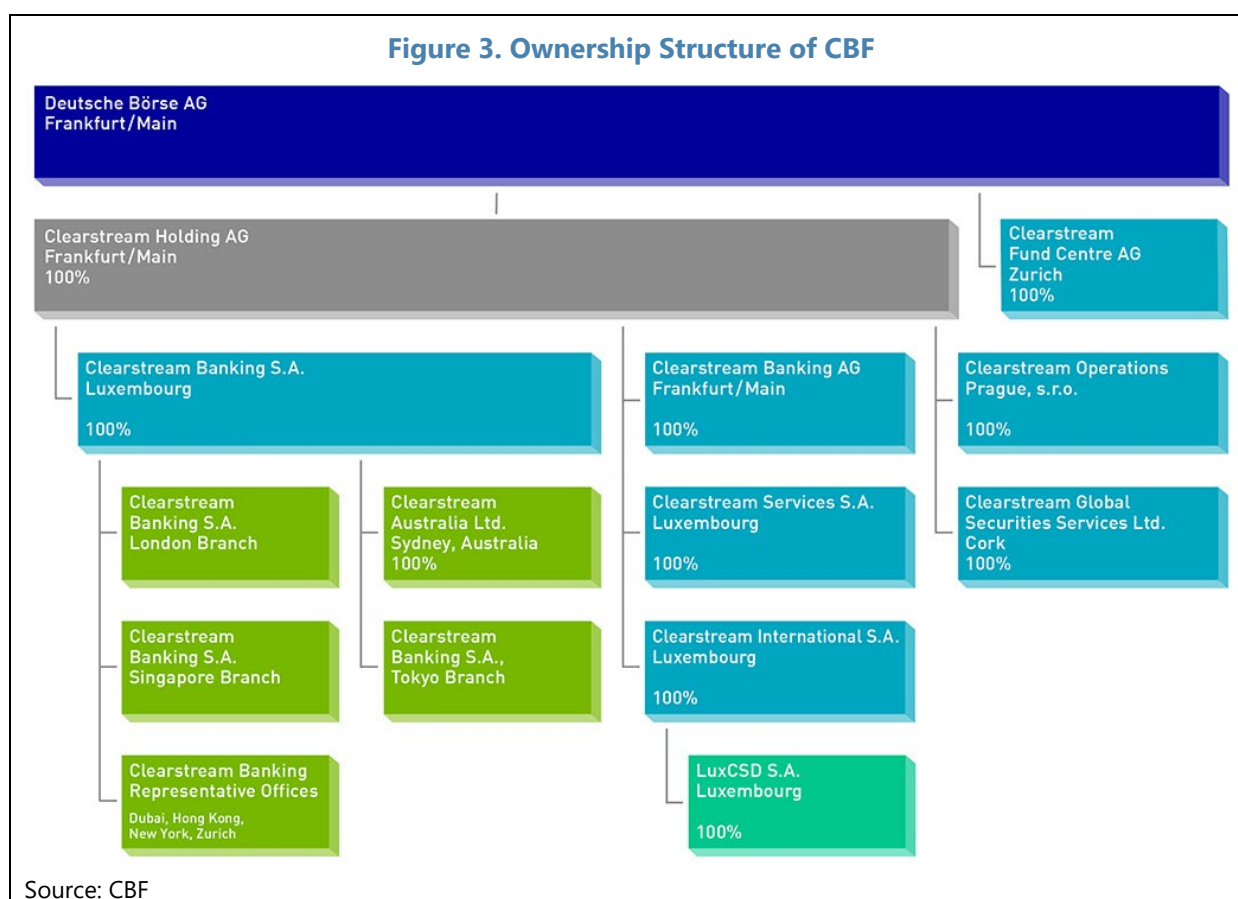 Figure 3. Ownership Structure of CBF
Deutsche Börse AG
Frankfurt/Main
Clearstream Holding AG
Frankfurt/Main
100%
Clearstream
Fund Centre AG
Zurich
100%
Clearstream Banking S.A.
Luxembourg
100%
Clearstream Banking AG
Frankfurt/Main
100%
Clearstream Operations
Prague, s.r.o.
100%
Clearstream
Banking S.A.
London Branch
Clearstream
Australia Ltd.
Sydney, Australia
100%
Clearstream Services S.A.
Luxembourg
100%
Clearstream Global
Securities Services Ltd.
Cork
100%
Clearstream
Banking S.A.
Singapore Branch
Clearstream
Banking S.A.,
Tokyo Branch
Clearstream International S.A.
Luxembourg
100%
Clearstream Banking
Representative Offices
Dubai, Hong Kong,
New York, Zurich
LuxCSD S.A.
Luxembourg
100%
Source: CBF